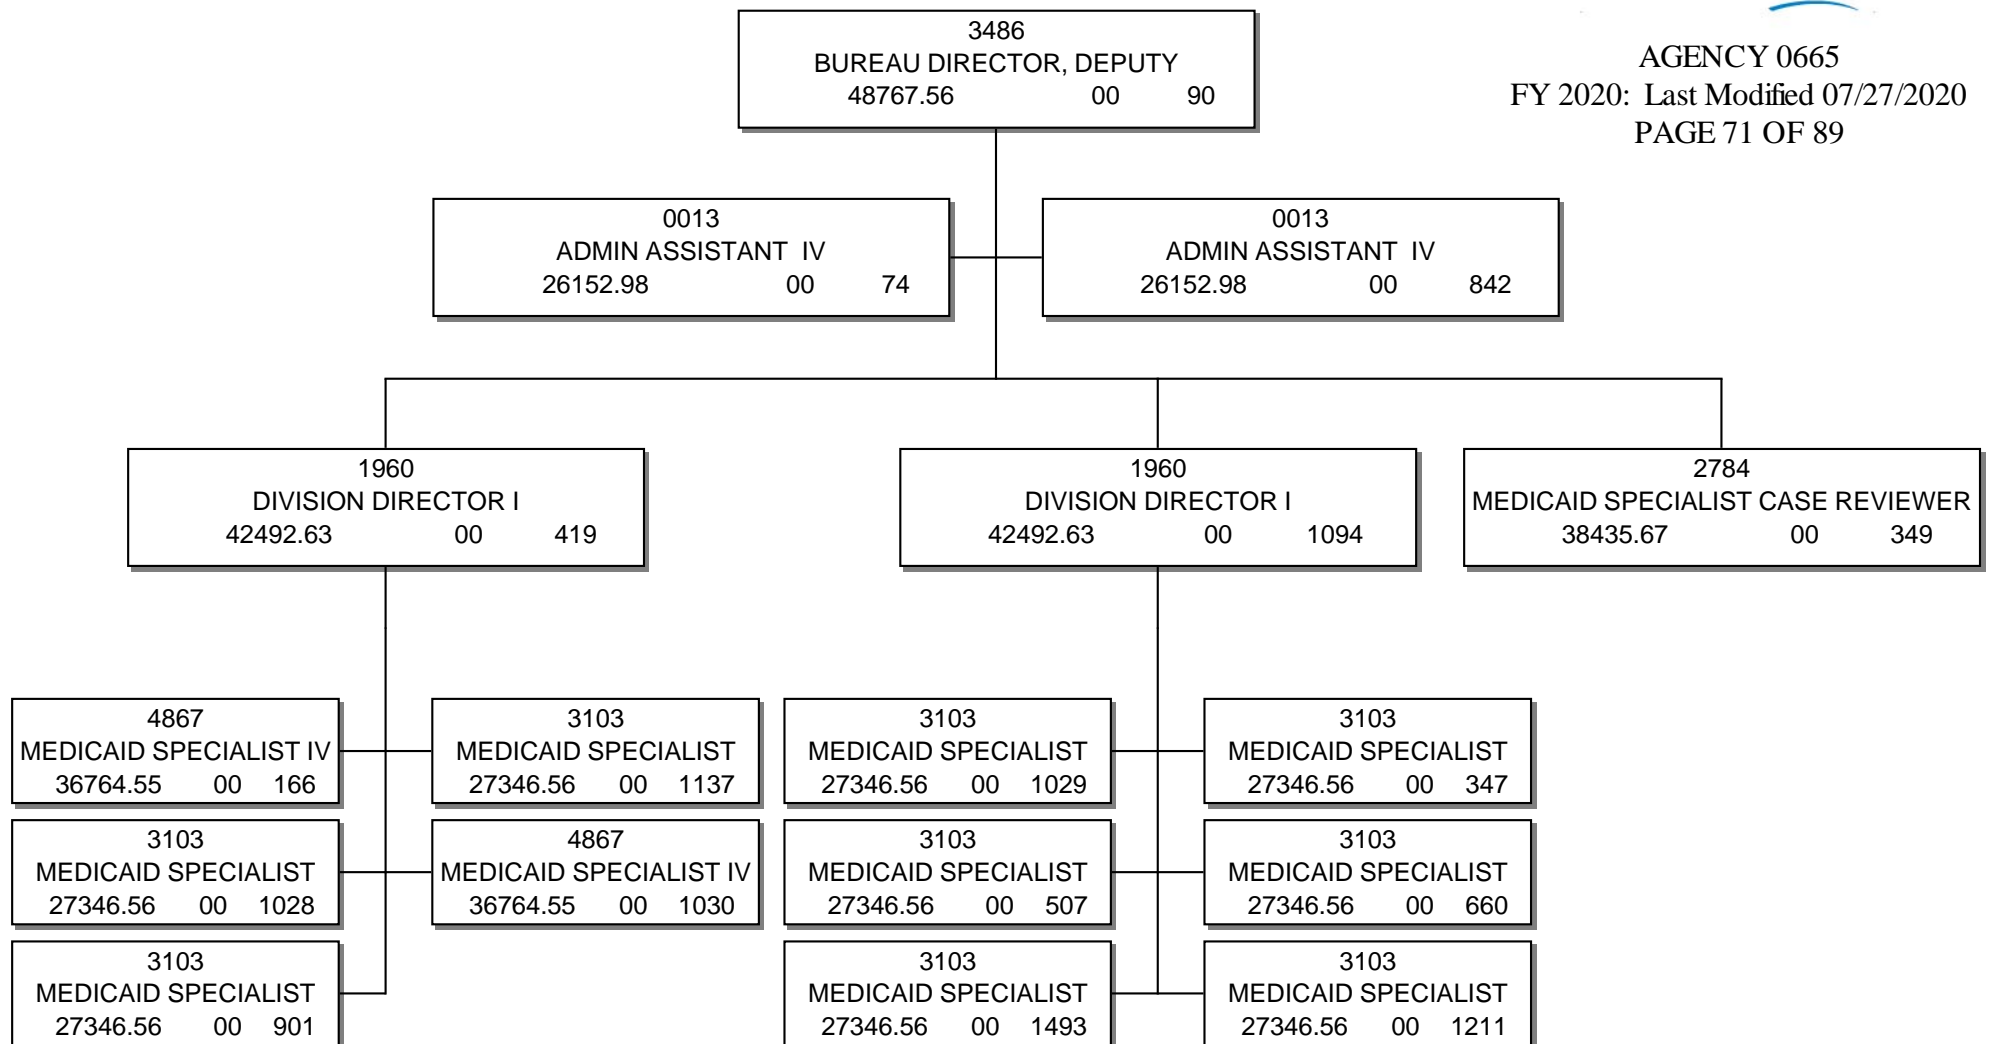 3486
BUREAU DIRECTOR, DEPUTY
48767.56 00 90
AGENCY 0665
FY 2020: Last Modified 07/27/2020
PAGE 71 OF 89
0013
ADMIN ASSISTANT IV
26152.98 00 74
0013
ADMIN ASSISTANT IV
26152.98 00 842
1960
DIVISION DIRECTOR I
42492.63 00 419
1960
DIVISION DIRECTOR I
42492.63 00 1094
2784
MEDICAID SPECIALIST CASE REVIEWER
38435.67 00 349
4867
MEDICAID SPECIALIST IV
36764.55 00 166
3103
MEDICAID SPECIALIST
27346.56 00 1137
3103
MEDICAID SPECIALIST
27346.56 00 1029
3103
MEDICAID SPECIALIST
27346.56 00 347
3103
MEDICAID SPECIALIST
27346.56 00 1028
4867
MEDICAID SPECIALIST IV
36764.55 00 1030
3103
MEDICAID SPECIALIST
27346.56 00 507
3103
MEDICAID SPECIALIST
27346.56 00 660
3103
MEDICAID SPECIALIST
27346.56 00 901
3103
MEDICAID SPECIALIST
27346.56 00 1493
3103
MEDICAID SPECIALIST
27346.56 00 1211